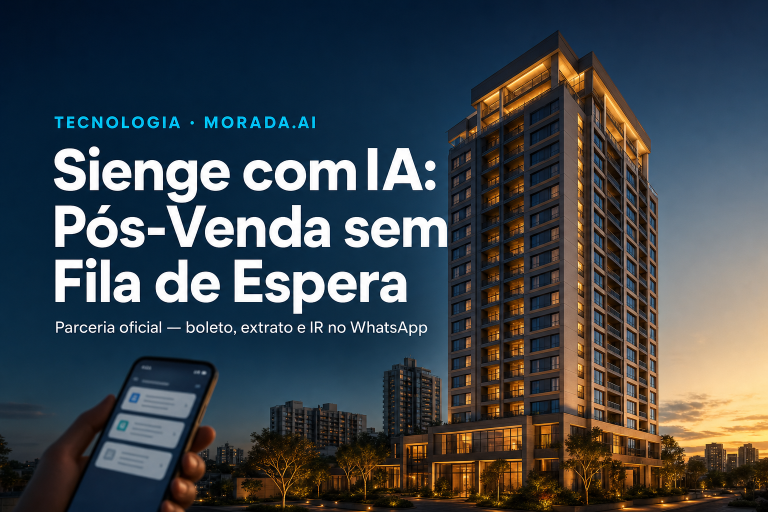 TECNOLOGIA · MORADA.AI
Sienge com IA:
Pós-Venda sem
Fila de Espera
Parceria oficial — boleto, extrato e IR no WhatsApp